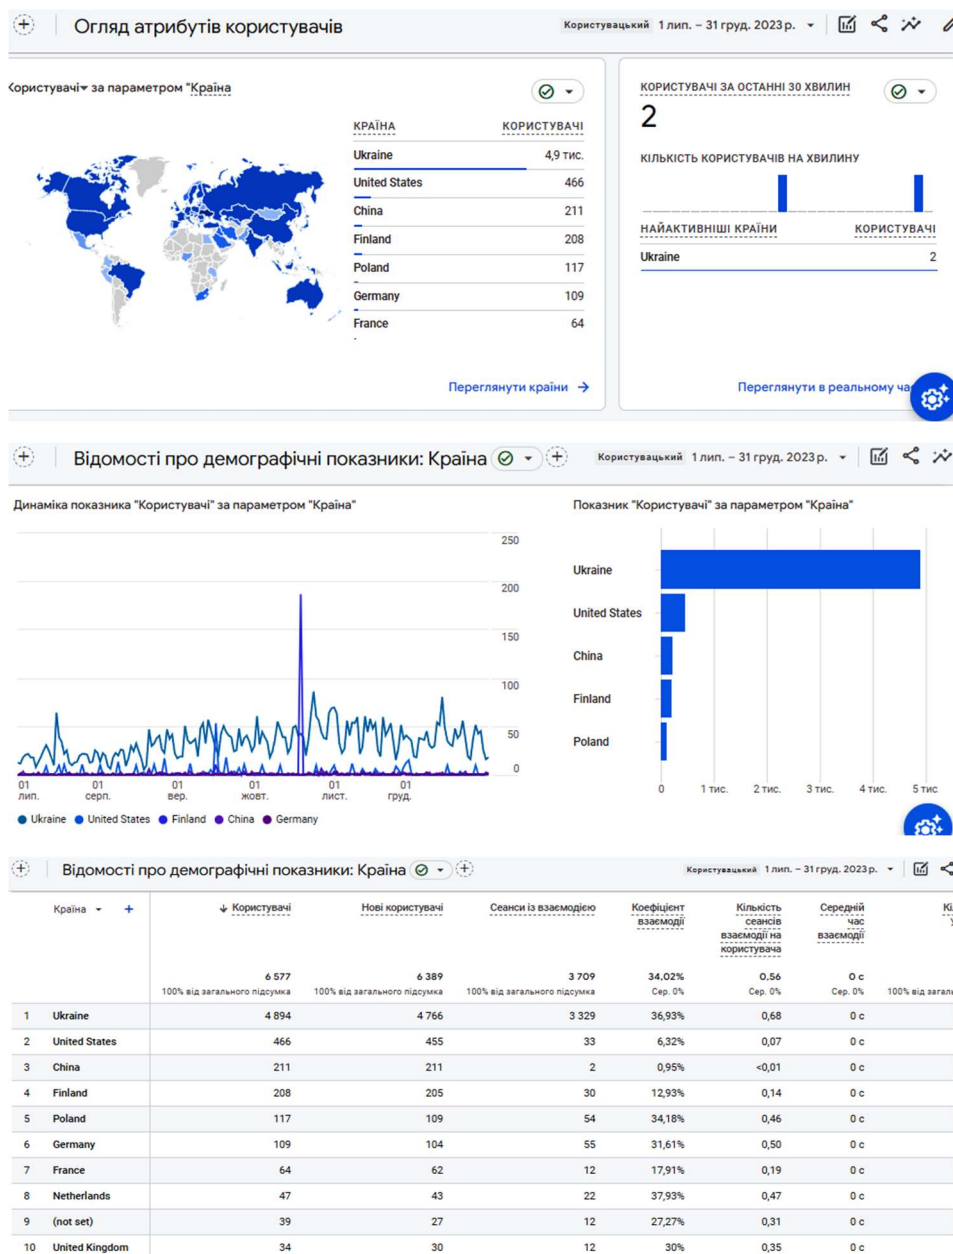 Огляд атрибутів користувачів
Користувацький 1 лип. – 31 груд. 2023 р.
Користувачі за параметром "Країна
КРАЇНА КОРИСТУВАЧІ
Ukraine 4,9 тис.
United States 466
China 211
Finland 208
Poland 117
Germany 109
France 64
Переглянути країни →
КОРИСТУВАЧІ ЗА ОСТАННІ 30 ХВИЛИН
2
КІЛЬКІСТЬ КОРИСТУВАЧІВ НА ХВИЛИНУ
НАЙАКТИВНІШІ КРАЇНИ КОРИСТУВАЧІ
Ukraine 2
Переглянути в реальному ча
Відомості про демографічні показники: Країна
Користувацький 1 лип. – 31 груд. 2023 р.
Динаміка показника "Користувачі" за параметром "Країна"
250
200
150
100
50
0
01 01 01 01 01 01
лип. серп. вер. жовт. лист. груд.
Ukraine United States Finland China Germany
Показник "Користувачі" за параметром "Країна"
Ukraine
United States
China
Finland
Poland
0 1 тис. 2 тис. 3 тис. 4 тис. 5 тис.
Відомості про демографічні показники: Країна
Користувацький 1 лип. – 31 груд. 2023 р.
Країна + ↓ Користувачі Нові користувачі Сеанси із взаємодією Коефіцієнт Кількість Середній
взаємодії сеансів час
взаємодії на взаємодії
користувача
6 577 6 389 3 709 34,02% 0,56 0 с
100% від загального підсумка 100% від загального підсумка 100% від загального підсумка Сер. 0% Сер. 0% Сер. 0% 100% від загал
1 Ukraine 4 894 4 766 3 329 36,93% 0,68 0 с
2 United States 466 455 33 6,32% 0,07 0 с
3 China 211 211 2 0,95% <0,01 0 с
4 Finland 208 205 30 12,93% 0,14 0 с
5 Poland 117 109 54 34,18% 0,46 0 с
6 Germany 109 104 55 31,61% 0,50 0 с
7 France 64 62 12 17,91% 0,19 0 с
8 Netherlands 47 43 22 37,93% 0,47 0 с
9 (not set) 39 27 12 27,27% 0,31 0 с
10 United Kingdom 34 30 12 30% 0,35 0 с